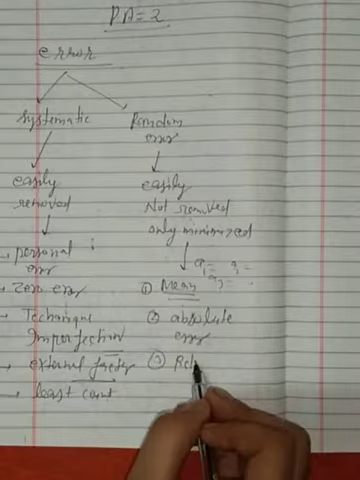 PA=2
error
systematic
Random
error
easily
removed
easily
Not removed
only minimized
personal
error
zero error
Technique
Imperfection
external factor
least count
① Mean
② absolute
error
③ Rel